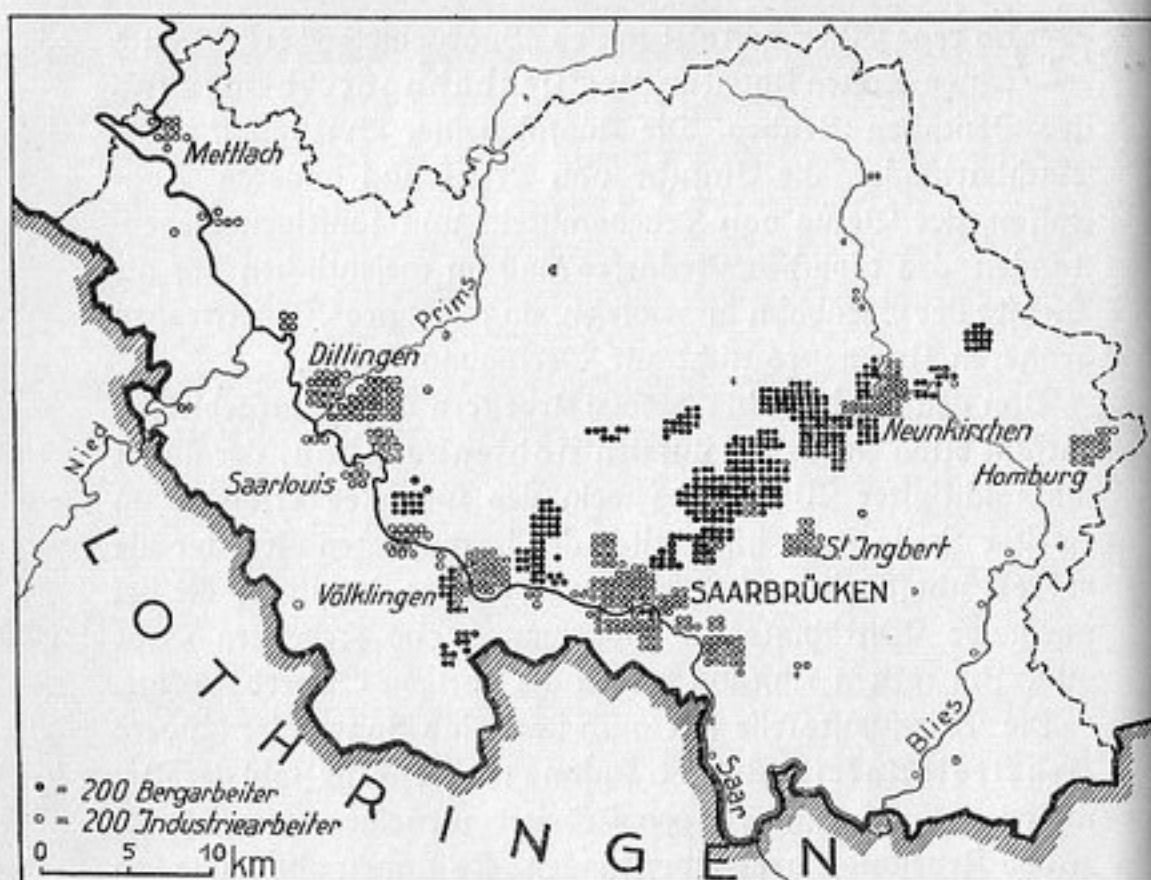 Mettlach
Prims
Dillingen
Nied
Saarlouis
Neunkirchen
Homburg
St Ingbert
Völklingen
SAARBRÜCKEN
Blies
Saar
LOTHRINGEN
• = 200 Bergarbeiter
○ = 200 Industriearbeiter
0 5 10 km